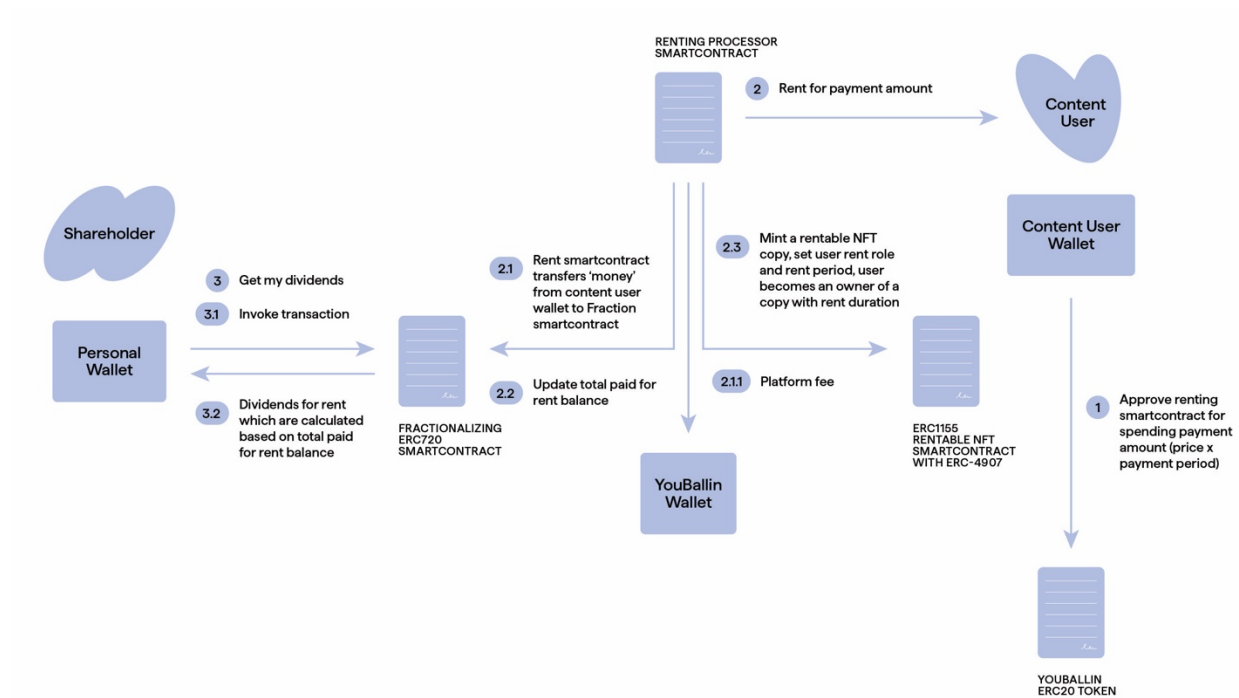 RENTING PROCESSOR
SMARTCONTRACT
2
Rent for payment amount
Content
User
Shareholder
Content User
Wallet
3
Get my dividends
3.1
Invoke transaction
2.1
Rent smartcontract
transfers ‘money’
from content user
wallet to Fraction
smartcontract
2.3
Mint a rentable NFT
copy, set user rent role
and rent period, user
becomes an owner of a
copy with rent duration
Personal
Wallet
3.2
Dividends for rent
which are calculated
based on total paid
for rent balance
2.2
Update total paid for
rent balance
2.1.1
Platform fee
1
Approve renting
smartcontract for
spending payment
amount (price x
payment period)
FRACTIONALIZING
ERC720
SMARTCONTRACT
YouBallin
Wallet
ERC1155
RENTABLE NFT
SMARTCONTRACT
WITH ERC-4907
YOUBALLIN
ERC20 TOKEN